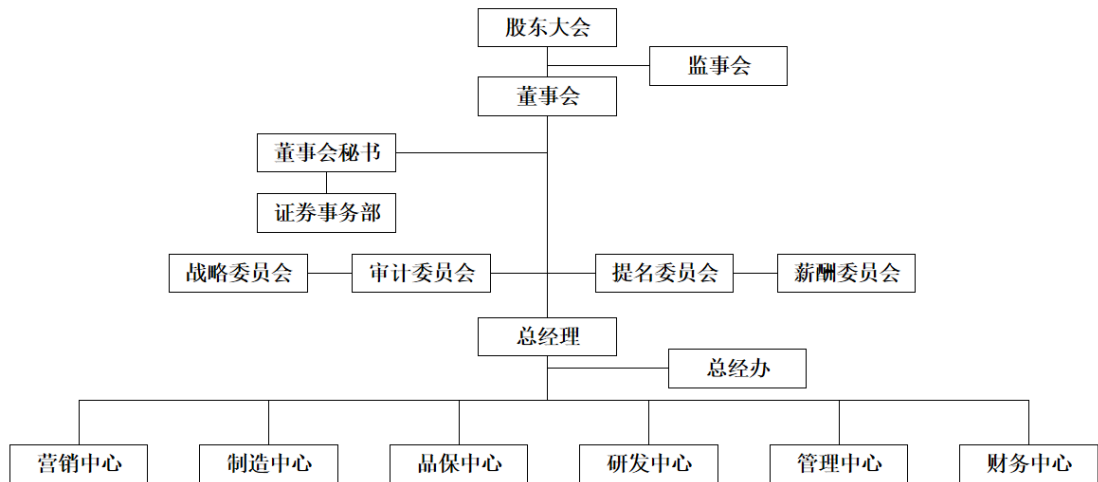 股东大会
监事会
董事会
董事会秘书
证券事务部
战略委员会
审计委员会
提名委员会
薪酬委员会
总经理
总经办
营销中心
制造中心
品保中心
研发中心
管理中心
财务中心